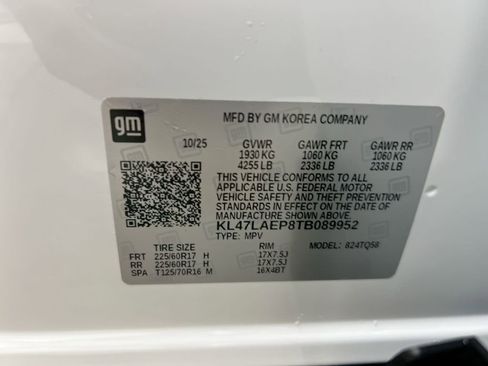 gm
MFD BY GM KOREA COMPANY
10/25 GVWR GAWR FRT GAWR RR
1930 KG 1060 KG 1060 KG
4255 LB 2336 LB 2336 LB
THIS VEHICLE CONFORMS TO ALL
APPLICABLE U.S. FEDERAL MOTOR
VEHICLE SAFETY AND THEFT PREVENTION
STANDARDS IN EFFECT ON THE DATE OF
MANUFACTURE SHOWN ABOVE.
KL47LAEP8TB089952
TYPE: MPV MODEL: 824TQ58
TIRE RIM
FRT 225/60R17 H 17X7.5J
RR 225/60R17 H 17X7.5J
SPA T125/70R16 M 16X4BT